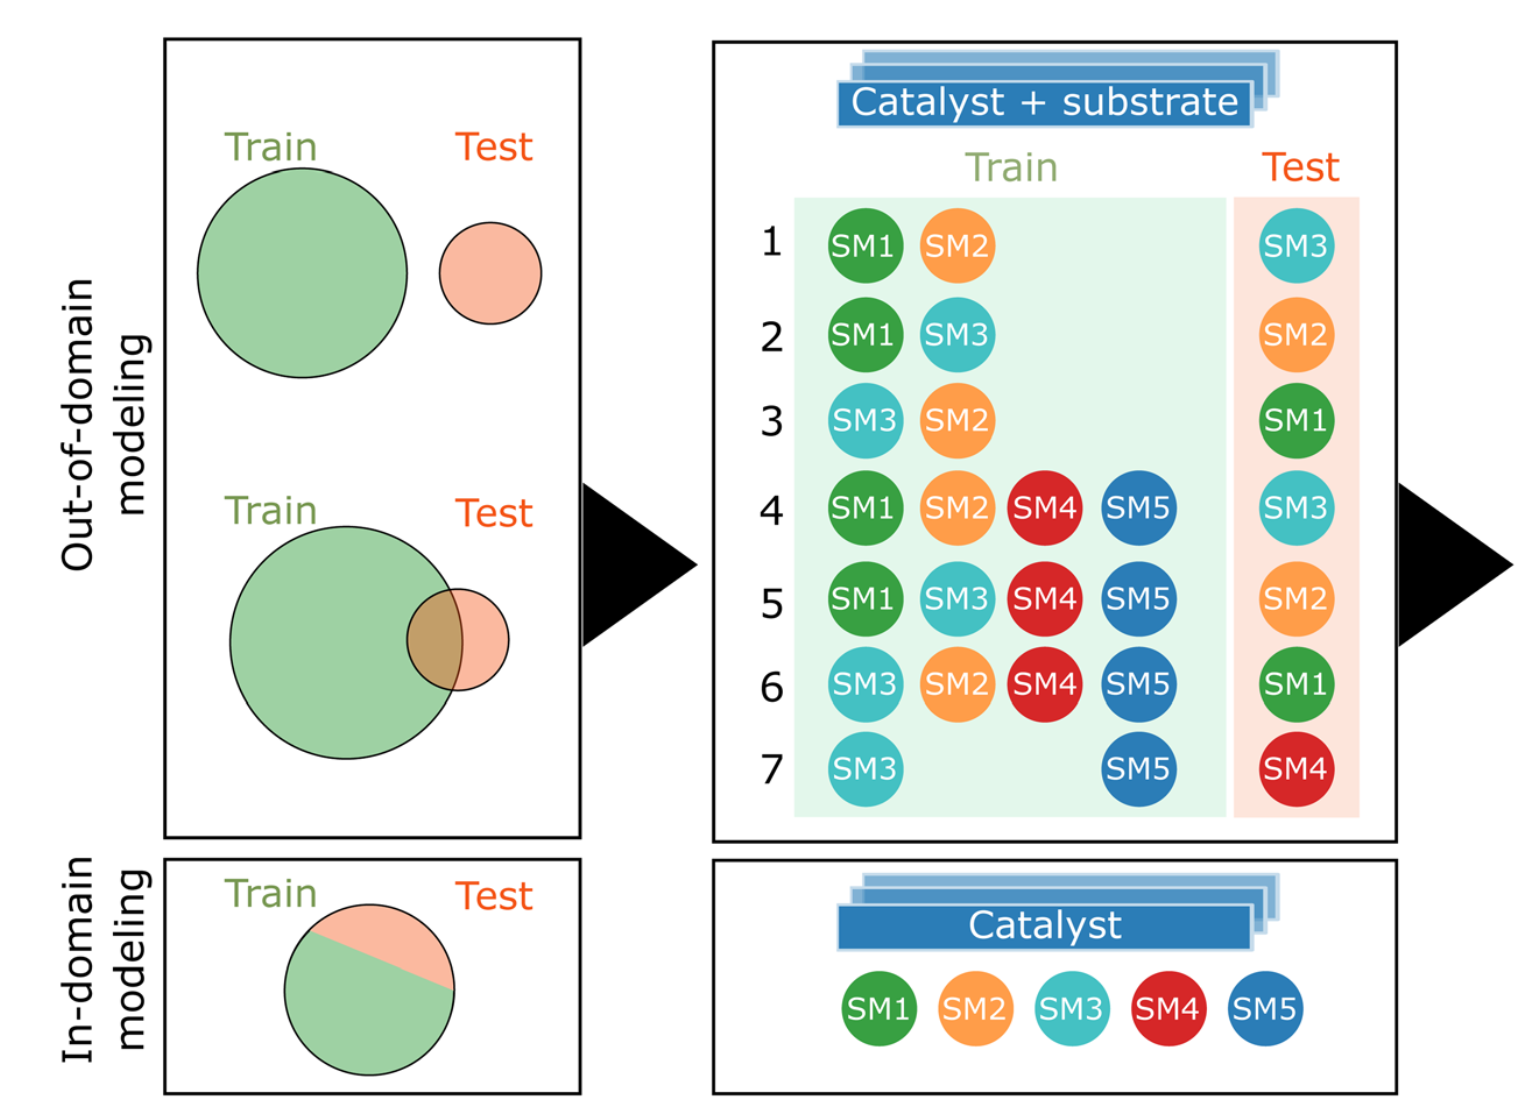 Out-of-domain
modeling
Train Test
Train Test
In-domain
modeling
Train Test
Catalyst + substrate
Train Test
1 SM1 SM2 SM3
2 SM1 SM3 SM2
3 SM3 SM2 SM1
4 SM1 SM2 SM4 SM5 SM3
5 SM1 SM3 SM4 SM5 SM2
6 SM3 SM2 SM4 SM5 SM1
7 SM3 SM5 SM4
Catalyst
SM1 SM2 SM3 SM4 SM5